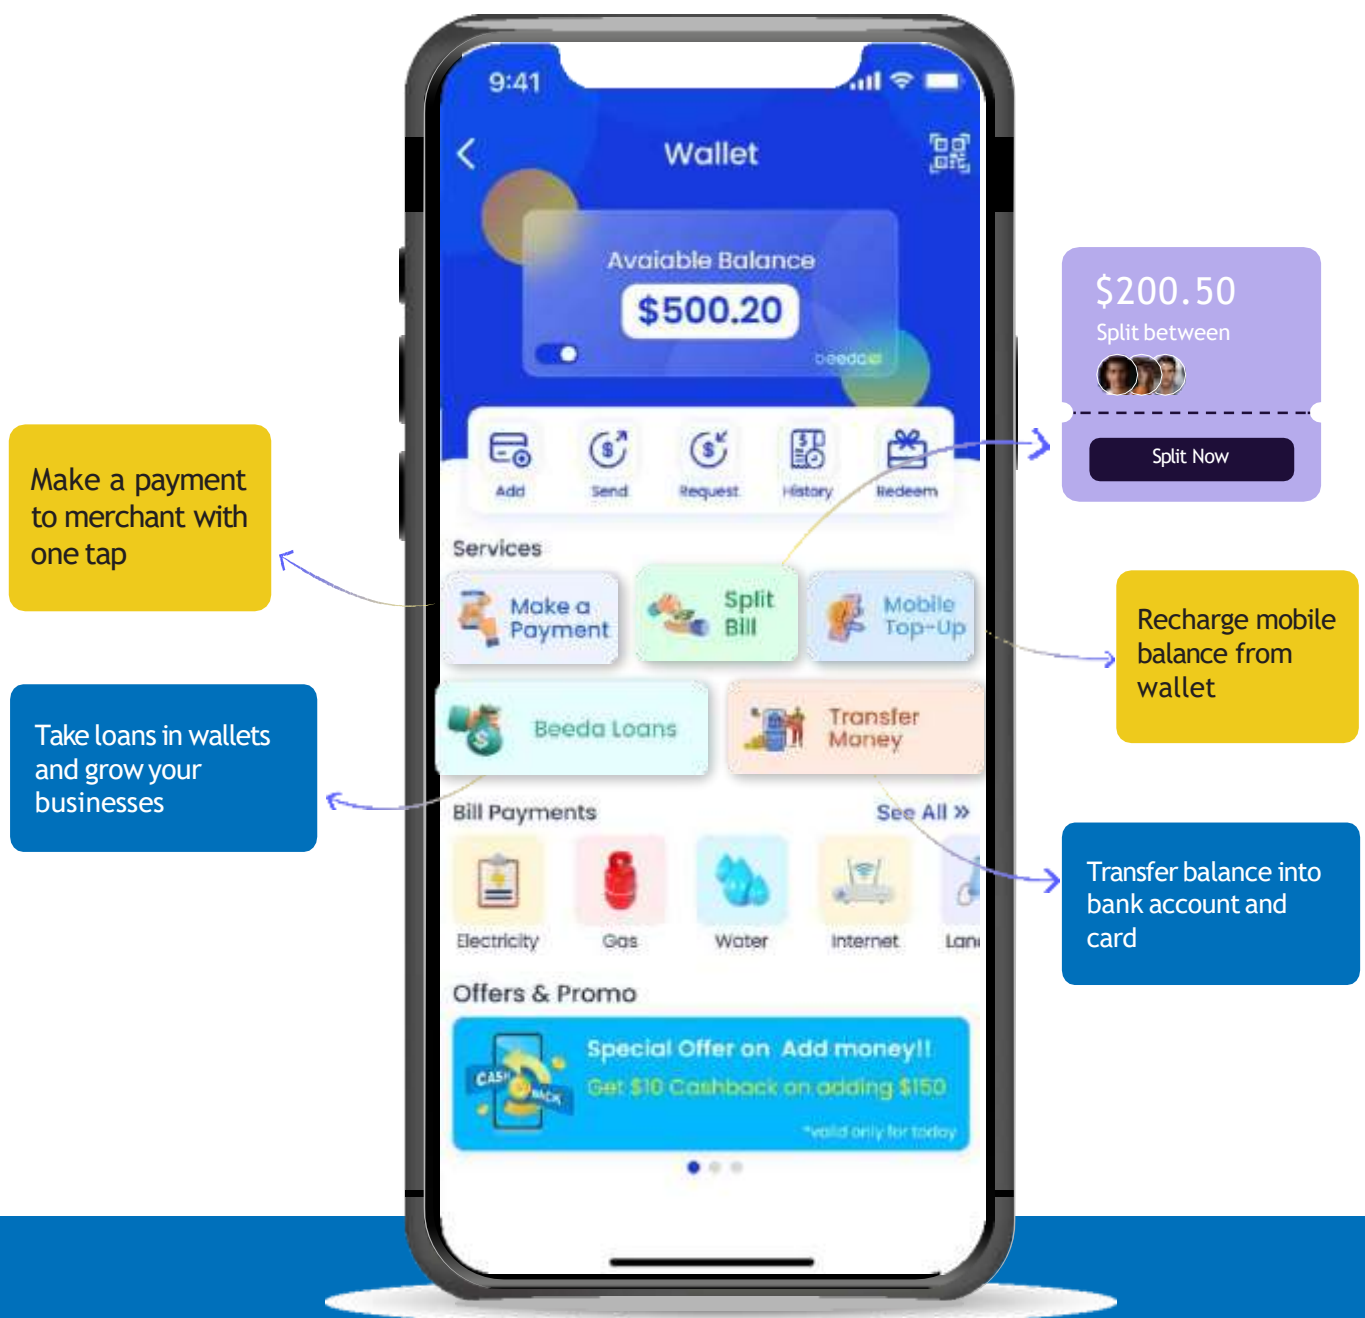 9:41
Wallet
Avaiable Balance
$500.20
beeda
Add
Send
Request
History
Redeem
Services
Make a
Payment
Split
Bill
Mobile
Top-Up
Beeda Loans
Transfer
Money
Bill Payments
See All »
Electricity
Gas
Water
Internet
Lan
Offers & Promo
CASH
BACK
Special Offer on Add money!!
Get $10 Cashback on adding $150
*valid only for today
Make a payment
to merchant with
one tap
Take loans in wallets
and grow your
businesses
$200.50
Split between
Split Now
Recharge mobile
balance from
wallet
Transfer balance into
bank account and
card